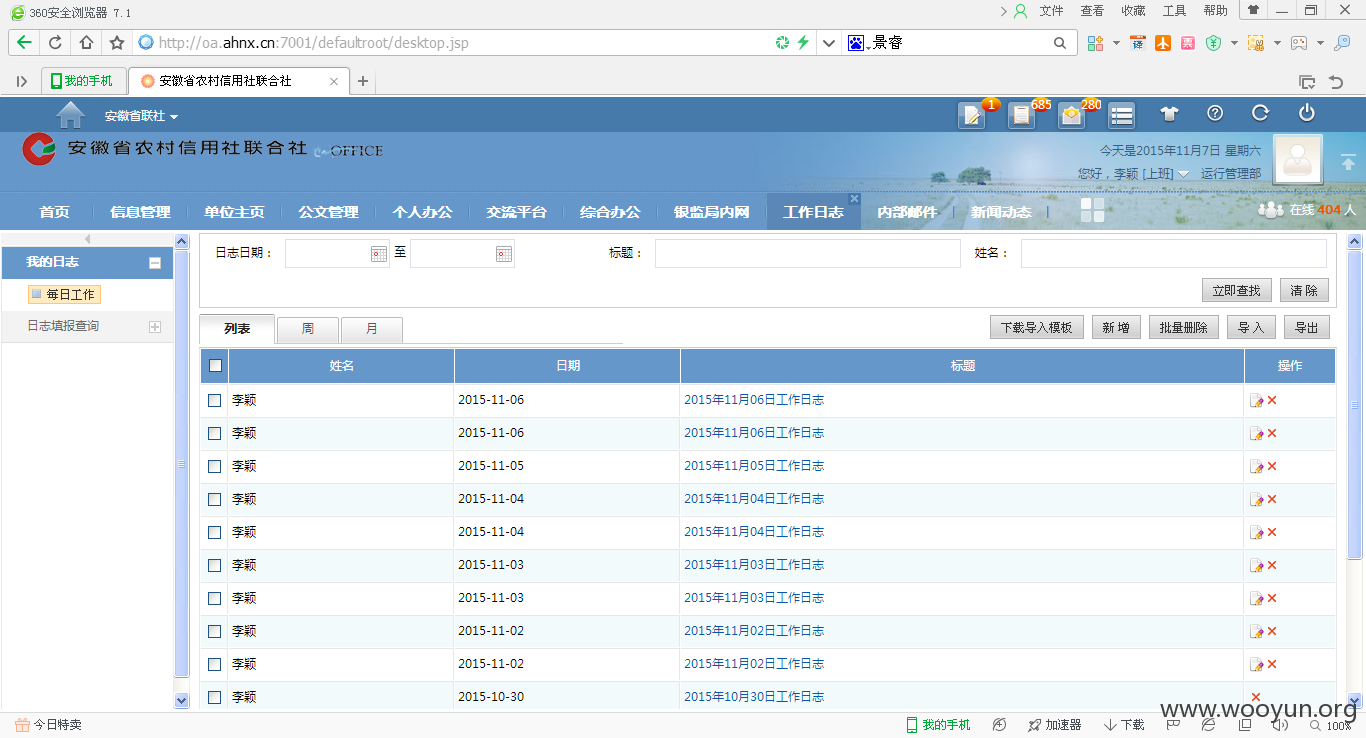 360安全浏览器 7.1
文件 查看 收藏 工具 帮助
http://oa.ahnx.cn:7001/defaultroot/desktop.jsp
景睿
译
票
我的手机
安徽省农村信用社联合社
安徽省联社
1 685 280
安徽省农村信用社联合社 e-OFFICE
今天是2015年11月7日 星期六
您好，李颖 [上班] 运行管理部
首页 信息管理 单位主页 公文管理 个人办公 交流平台 综合办公 银监局内网 工作日志 内部邮件 新闻动态
在线 404 人
我的日志
每日工作
日志填报查询
日志日期： 至 标题： 姓名：
立即查找 清 除
列表 周 月
下载导入模板 新 增 批量删除 导 入 导出
姓名 日期 标题 操作
李颖 2015-11-06 2015年11月06日工作日志
李颖 2015-11-06 2015年11月06日工作日志
李颖 2015-11-05 2015年11月05日工作日志
李颖 2015-11-04 2015年11月04日工作日志
李颖 2015-11-04 2015年11月04日工作日志
李颖 2015-11-03 2015年11月03日工作日志
李颖 2015-11-03 2015年11月03日工作日志
李颖 2015-11-02 2015年11月02日工作日志
李颖 2015-11-02 2015年11月02日工作日志
李颖 2015-10-30 2015年10月30日工作日志
www.wooyun.org
今日特卖
我的手机 加速器 下载 100%